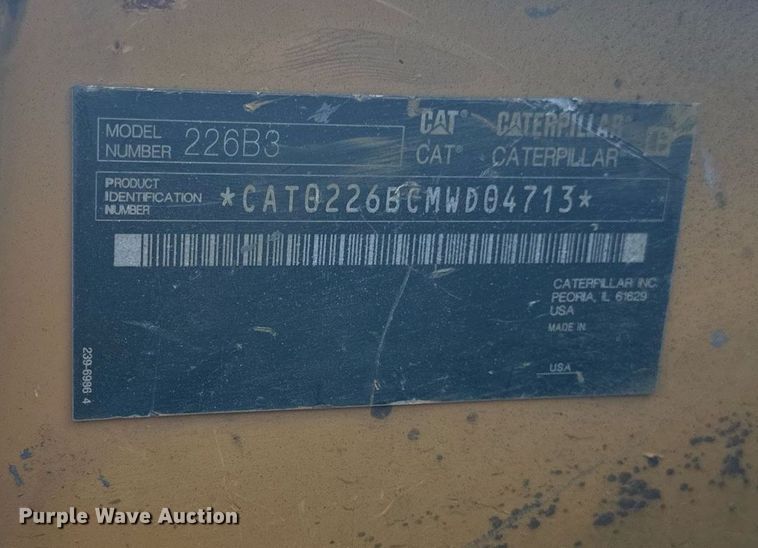 MODEL
NUMBER 226B3
CAT® CATERPILLAR
CAT® CATERPILLAR
PRODUCT
IDENTIFICATION
NUMBER *CAT0226BCMWD04713*
CATERPILLAR INC.
PEORIA, IL 61629
USA
MADE IN
USA
239-6986 4
Purple Wave Auction